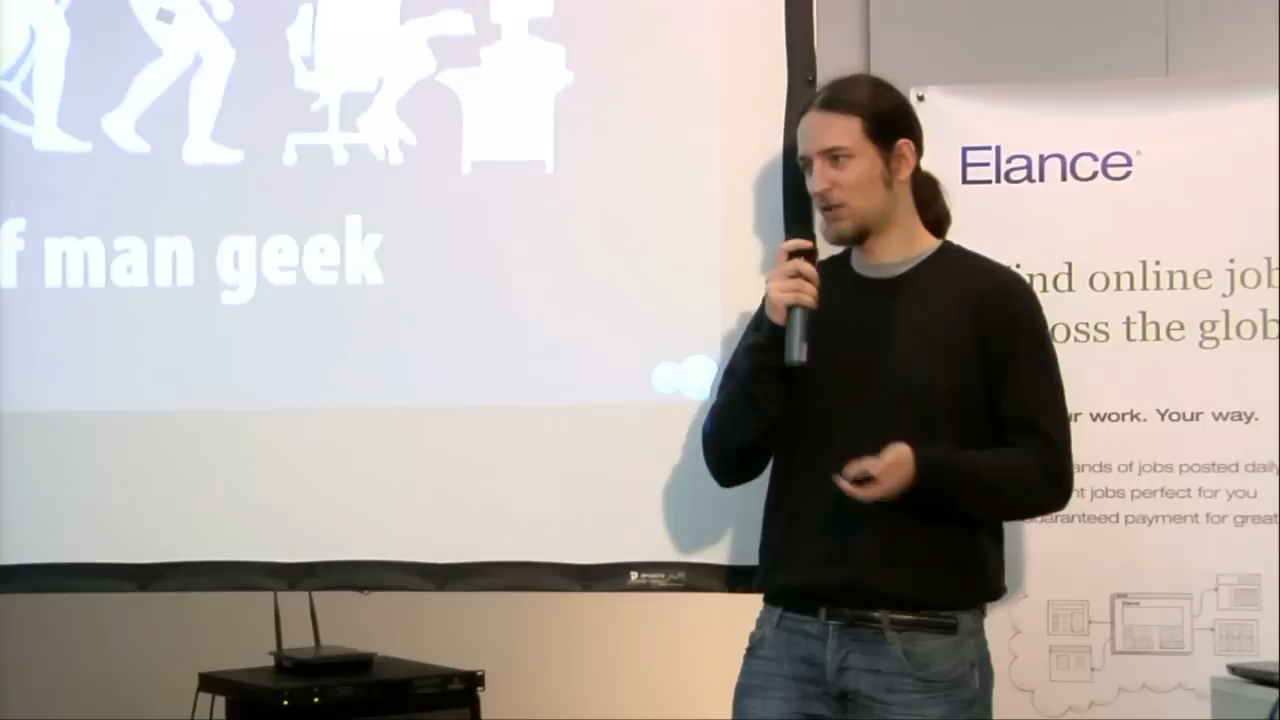 f man geek
Elance
ind online job
oss the glob
r work. Your way.
ands of jobs posted daily
nt jobs perfect for you
uaranteed payment for great